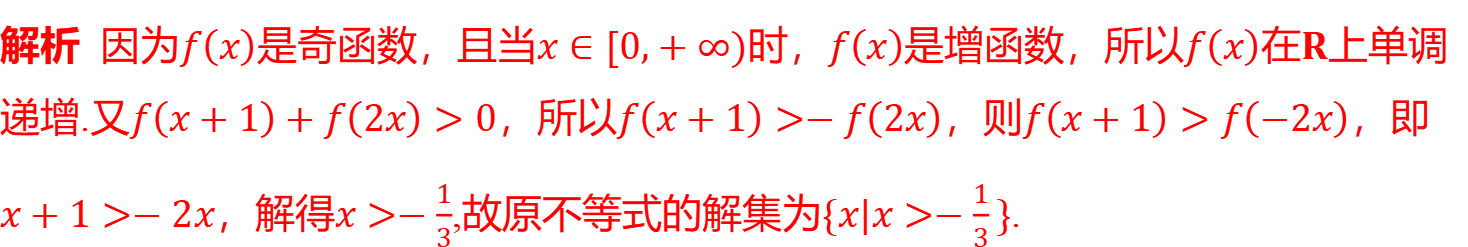 解析 因为f(x)是奇函数，且当x ∈ [0, + ∞)时，f(x)是增函数，所以f(x)在R上单调
递增.又f(x + 1) + f(2x) > 0，所以f(x + 1) >− f(2x)，则f(x + 1) > f(−2x)，即
x + 1 >− 2x，解得x >− 1/3,故原不等式的解集为{x|x >− 1/3}.